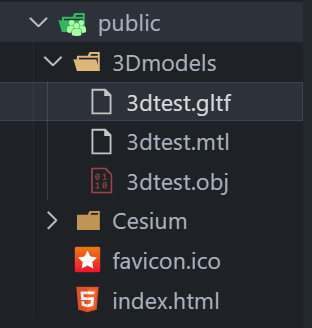 public
3Dmodels
3dtest.gltf
3dtest.mtl
3dtest.obj
Cesium
favicon.ico
index.html